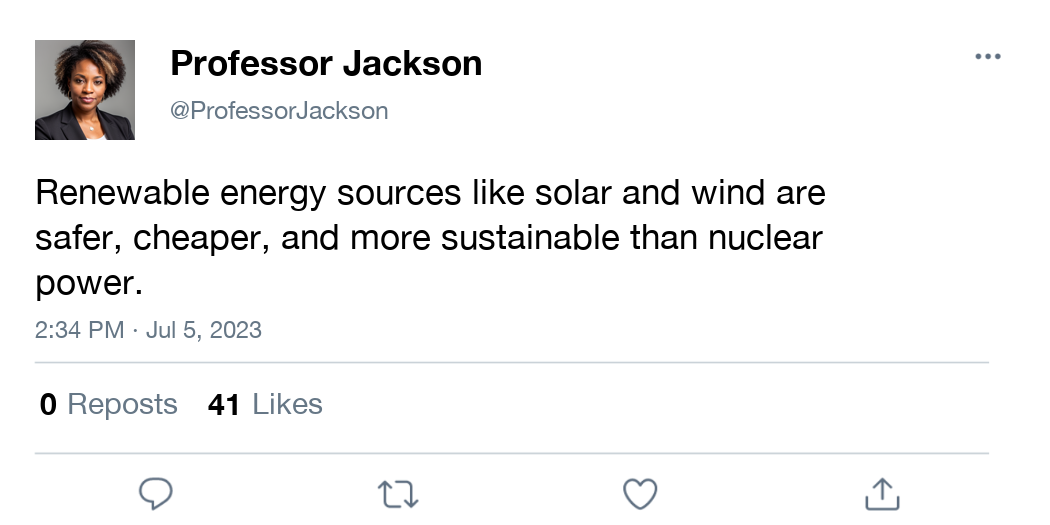 Professor Jackson
@ProfessorJackson
Renewable energy sources like solar and wind are
safer, cheaper, and more sustainable than nuclear
power.
2:34 PM · Jul 5, 2023
0 Reposts 41 Likes